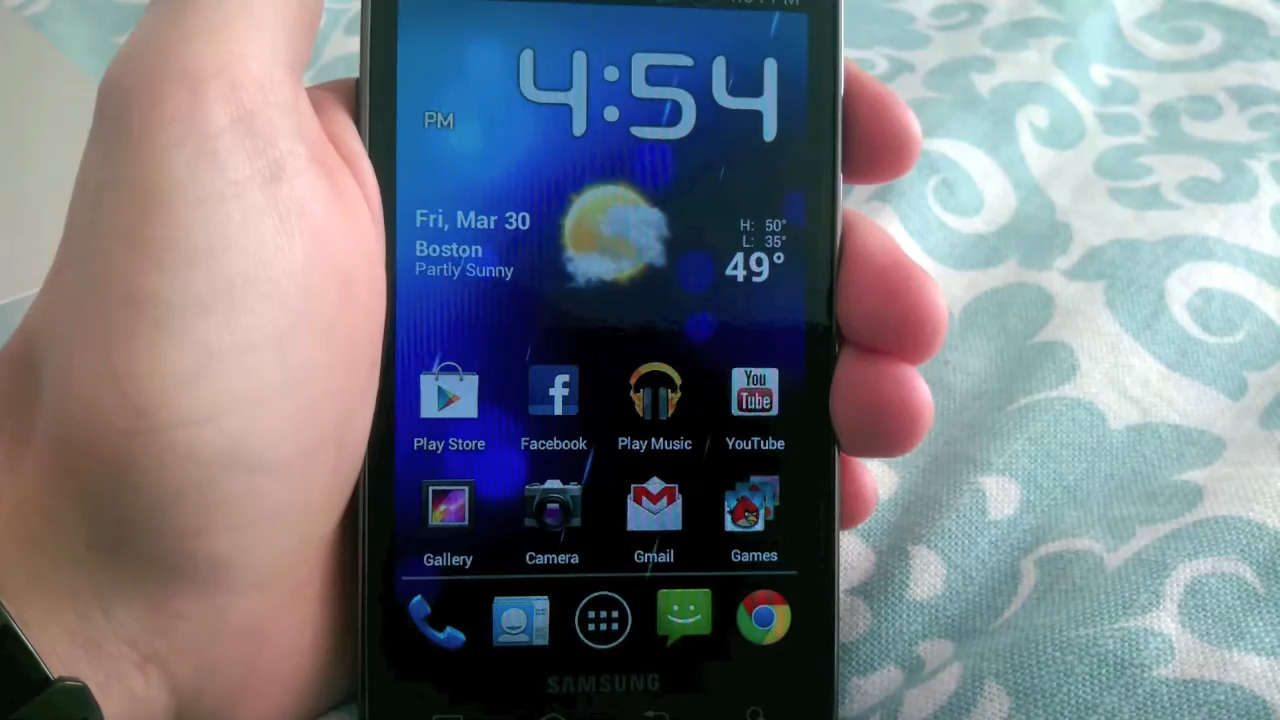 4:54
PM
Fri, Mar 30
Boston
Partly Sunny
H: 50°
L: 35°
49°
You
Tube
Play Store
Facebook
Play Music
YouTube
Gallery
Camera
Gmail
Games
SAMSUNG